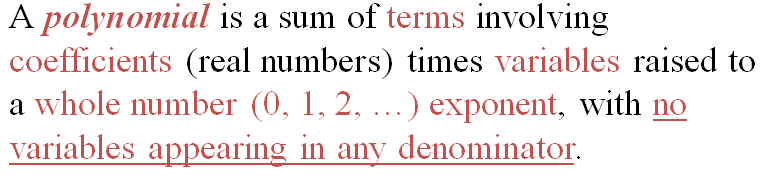 A polynomial is a sum of terms involving
coefficients (real numbers) times variables raised to
a whole number (0, 1, 2, …) exponent, with no
variables appearing in any denominator.